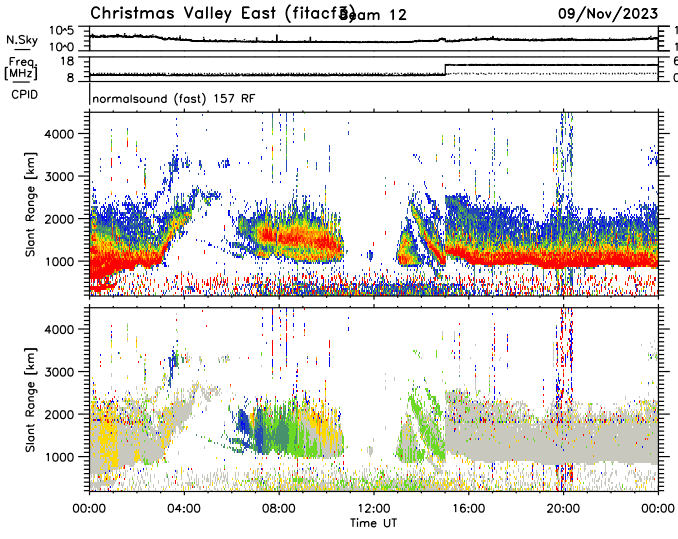 Christmas Valley East (fitacf3)
Beam 12
09/Nov/2023
N.Sky
10^5
10^0
Freq.
[MHz]
18
8
6
0
CPID
normalsound (fast) 157 RF
Slant Range [km]
4000
3000
2000
1000
Slant Range [km]
4000
3000
2000
1000
00:00 04:00 08:00 12:00 16:00 20:00 00:00
Time UT